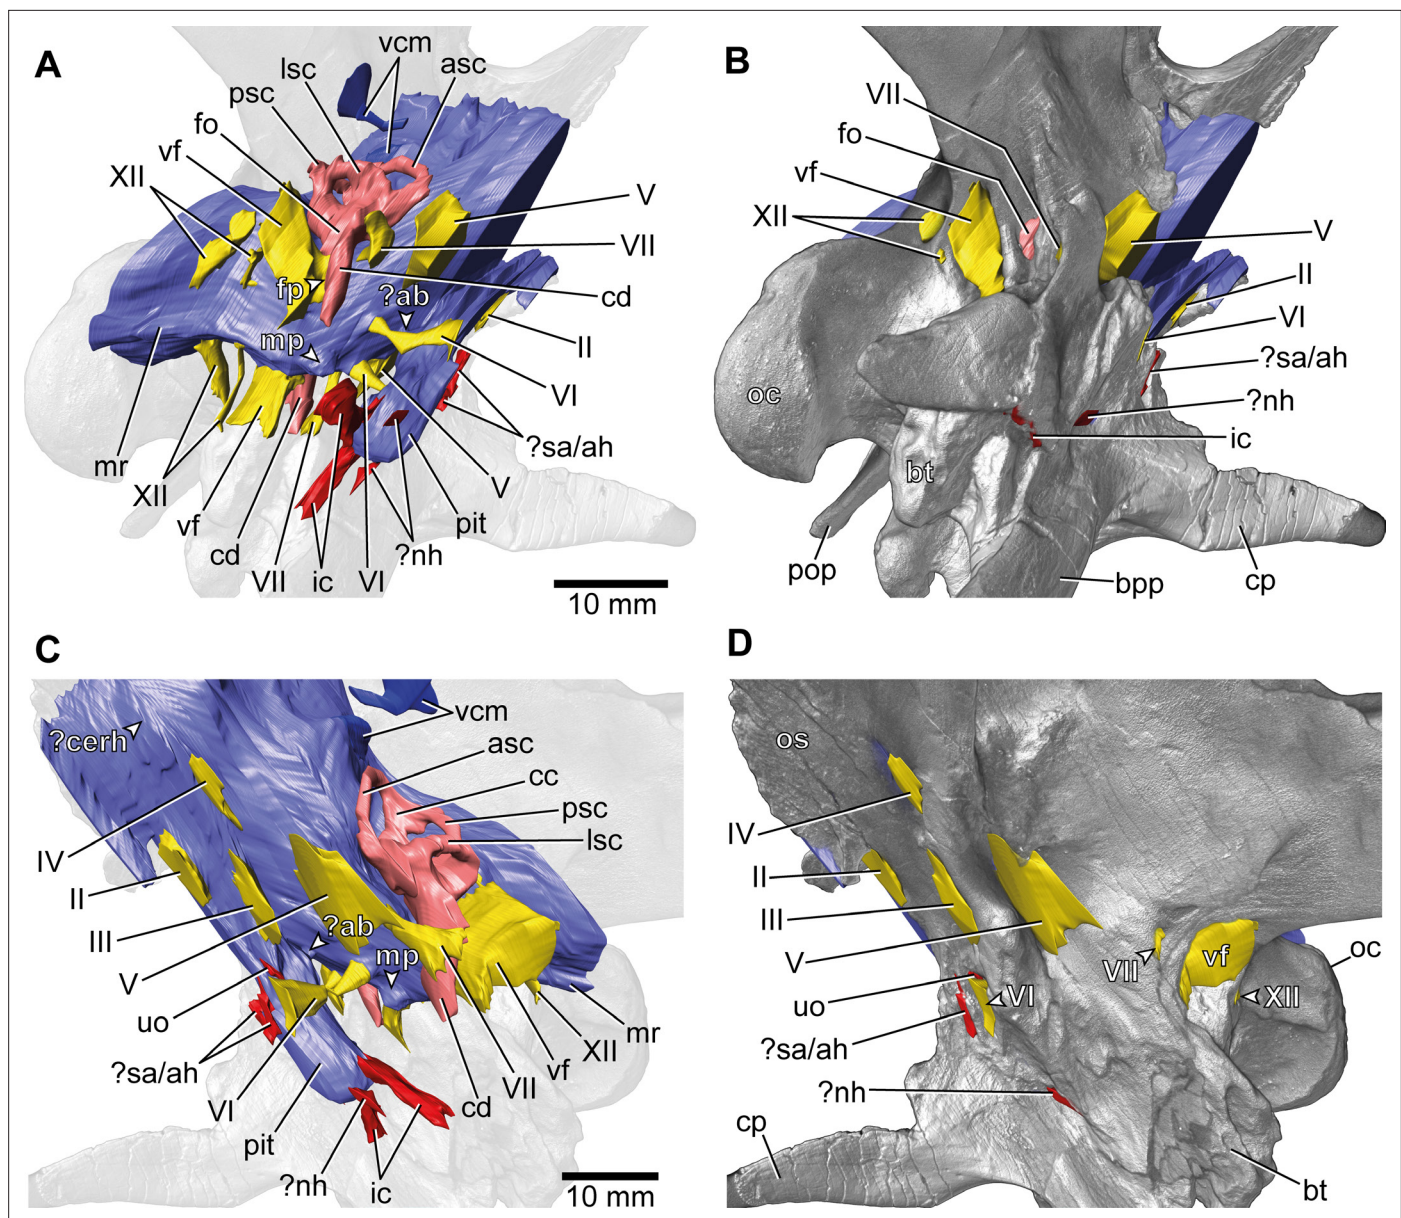 A
vcm
lsc
asc
psc
fo
vf
XII
V
VII
fp
cd
?ab
II
mp
VI
?sa/ah
mr
XII
V
vf
pit
cd
?nh
VII
ic
VI
10 mm
B
VII
fo
vf
XII
V
II
VI
?sa/ah
?nh
oc
ic
bt
pop
bpp
cp
C
vcm
?cerh
asc
cc
psc
lsc
IV
II
III
?ab
V
mp
uo
mr
?sa/ah
XII
vf
VI
VII
cd
pit
?nh
ic
10 mm
D
os
IV
II
III
V
VII
vf
oc
uo
VI
XII
?sa/ah
?nh
cp
bt